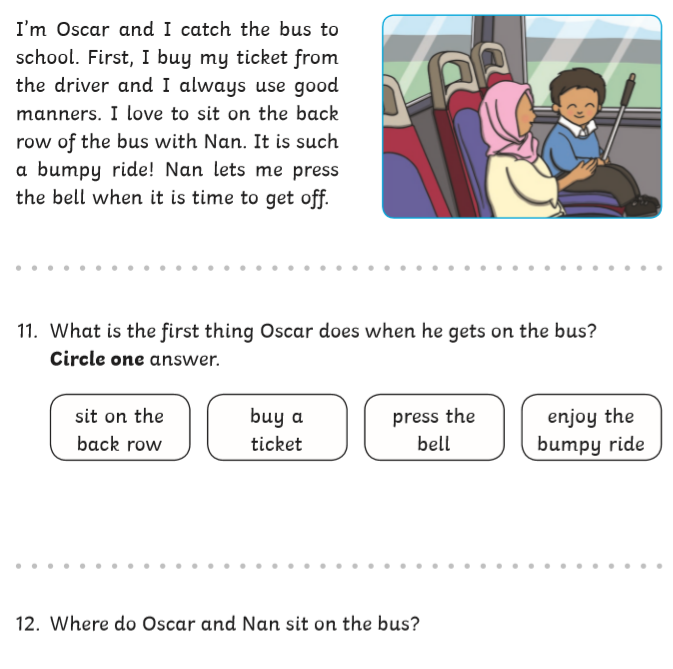 I'm Oscar and I catch the bus to
school. First, I buy my ticket from
the driver and I always use good
manners. I love to sit on the back
row of the bus with Nan. It is such
a bumpy ride! Nan lets me press
the bell when it is time to get off.
11. What is the first thing Oscar does when he gets on the bus?
Circle one answer.
sit on the
back row
buy a
ticket
press the
bell
enjoy the
bumpy ride
12. Where do Oscar and Nan sit on the bus?